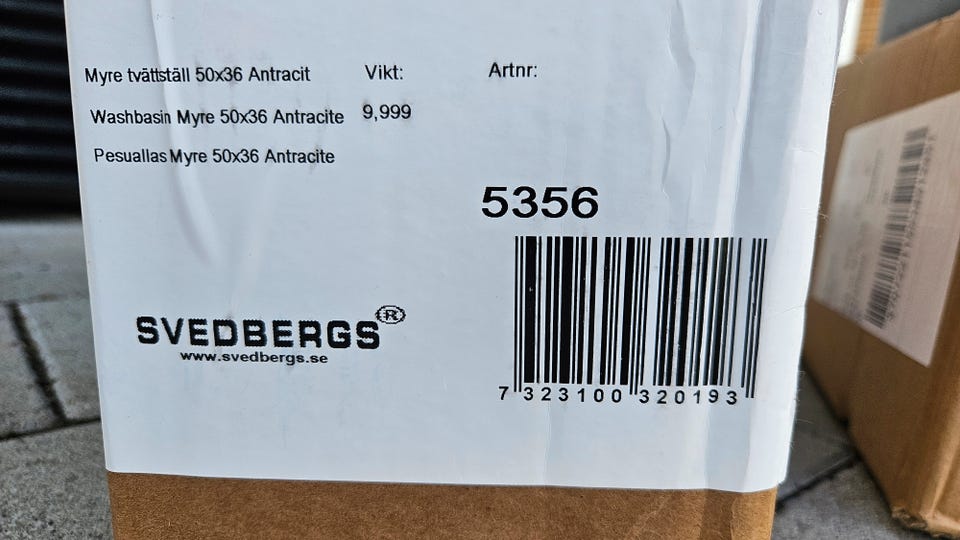 Myre tvättställ 50x36 Antracit Vikt: Artnr:
Washbasin Myre 50x36 Antracite 9,999
Pesuallas Myre 50x36 Antracite
5356
SVEDBERGS®
www.svedbergs.se
7 323100 320193